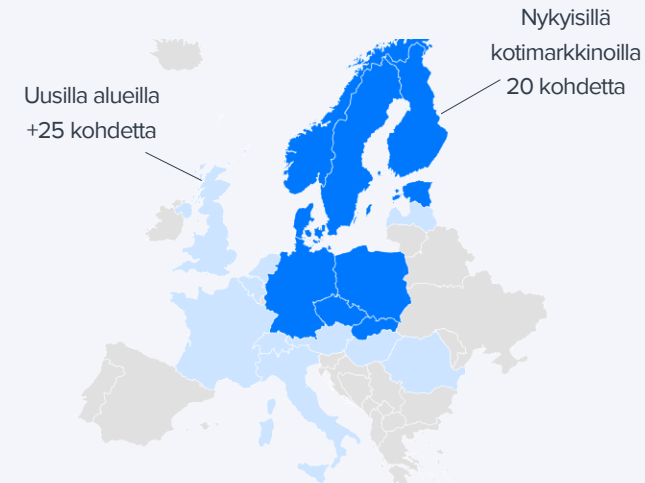 Nykyisillä
kotimarkkinoilla
20 kohdetta
Uusilla alueilla
+25 kohdetta